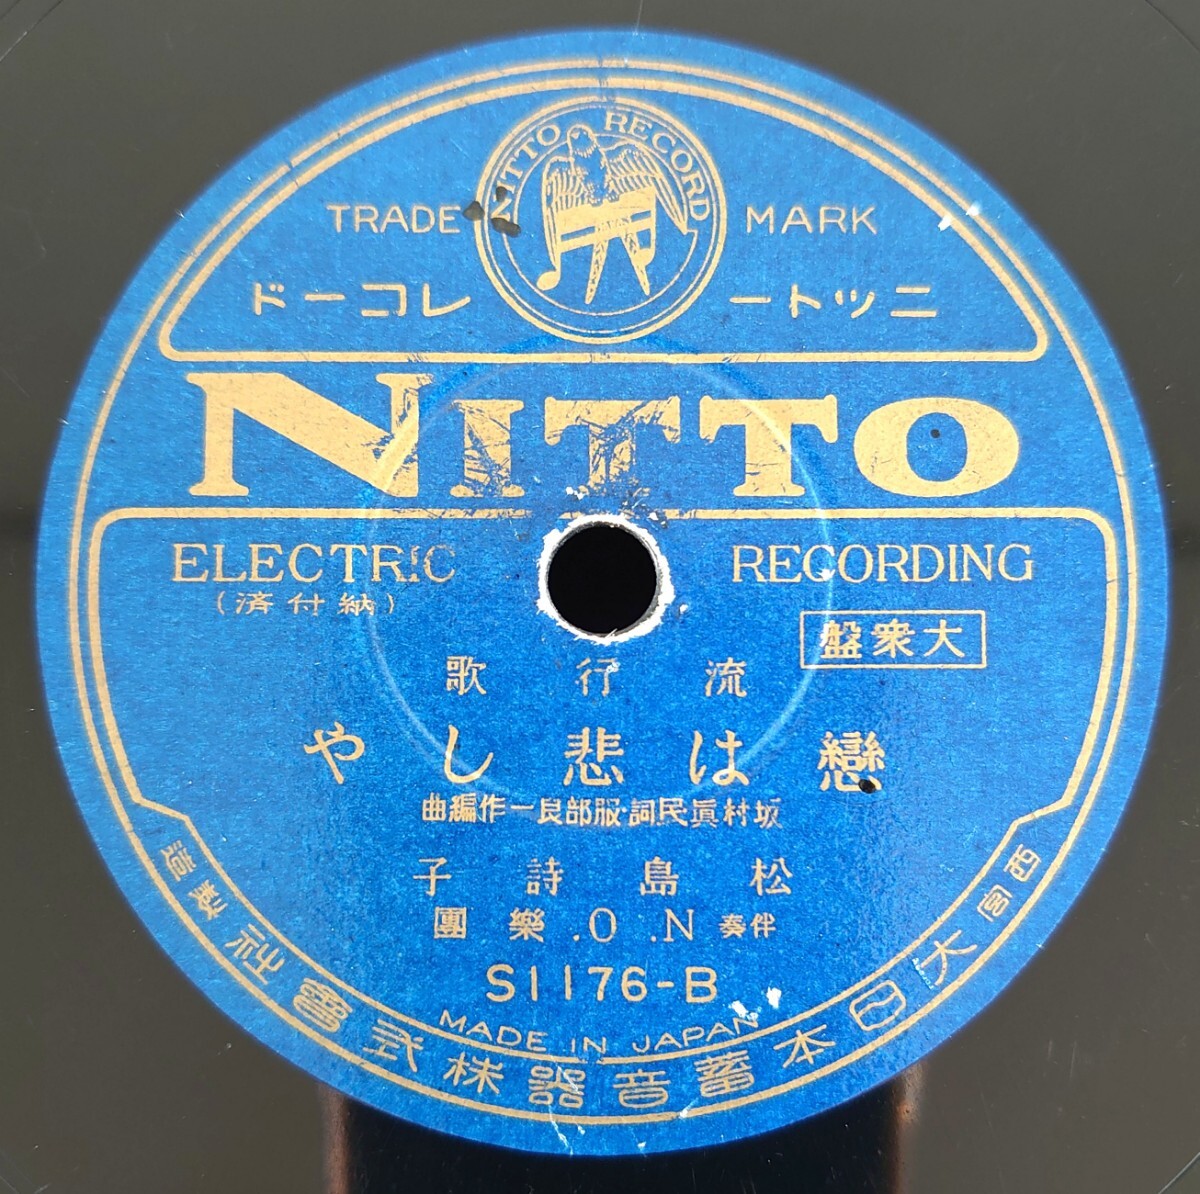 NITTO RECORD
TRADE MARK
ニットーレコード
NITTO
ELECTRIC RECORDING
(納付済)
大衆盤
流行歌
戀は悲しや
坂村眞民詞・服部良一作編曲
松島詩子
伴奏 N.O.樂團
S1176-B
MADE IN JAPAN
西宮 大日本蓄音器株式會社製造